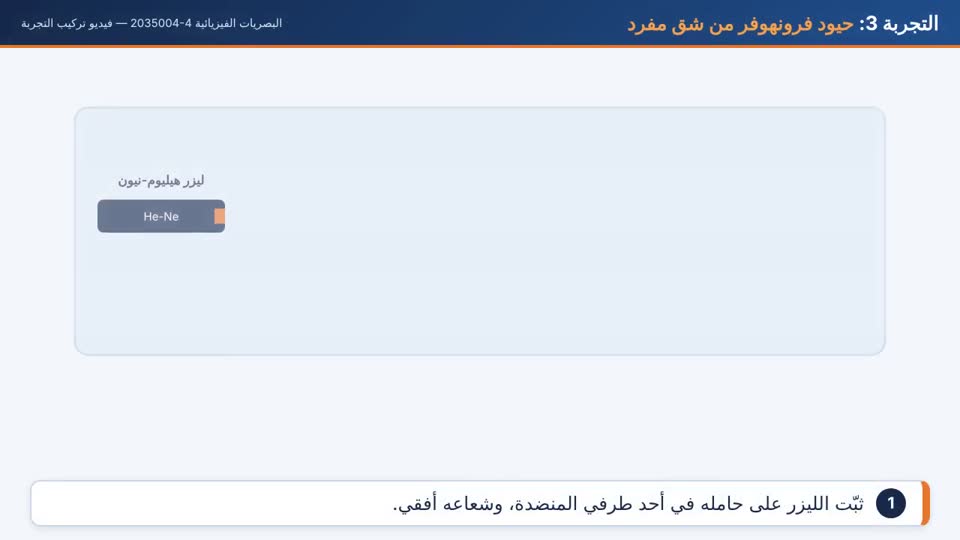 التجربة 3: حيود فرونهوفر من شق مفرد
البصريات الفيزيائية 4-2035004 — فيديو تركيب التجربة
ليزر هيليوم-نيون
He-Ne
1 ثبّت الليزر على حامله في أحد طرفي المنضدة، وشعاعه أفقي.